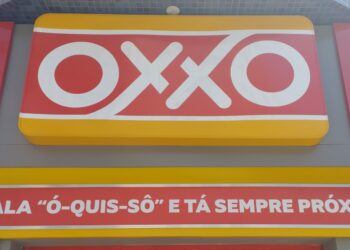 OXXO
ALA “Ó-QUIS-SÔ” E TÁ SEMPRE PRÓX